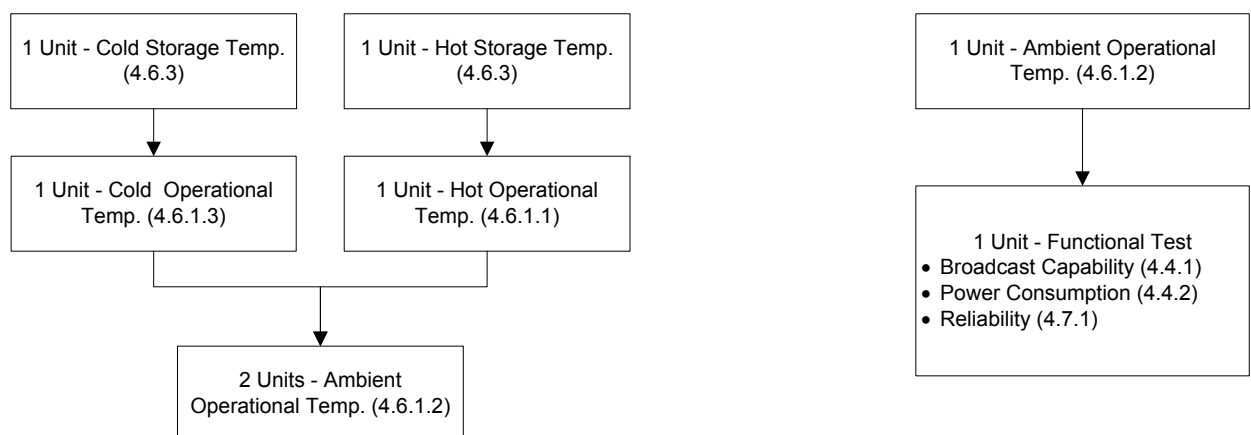 1 Unit - Cold Storage Temp.
(4.6.3)
1 Unit - Hot Storage Temp.
(4.6.3)
1 Unit - Ambient Operational
Temp. (4.6.1.2)
1 Unit - Cold  Operational
Temp. (4.6.1.3)
1 Unit - Hot Operational
Temp. (4.6.1.1)
1 Unit - Functional Test
• Broadcast Capability (4.4.1)
• Power Consumption (4.4.2)
• Reliability (4.7.1)
2 Units - Ambient
Operational Temp. (4.6.1.2)